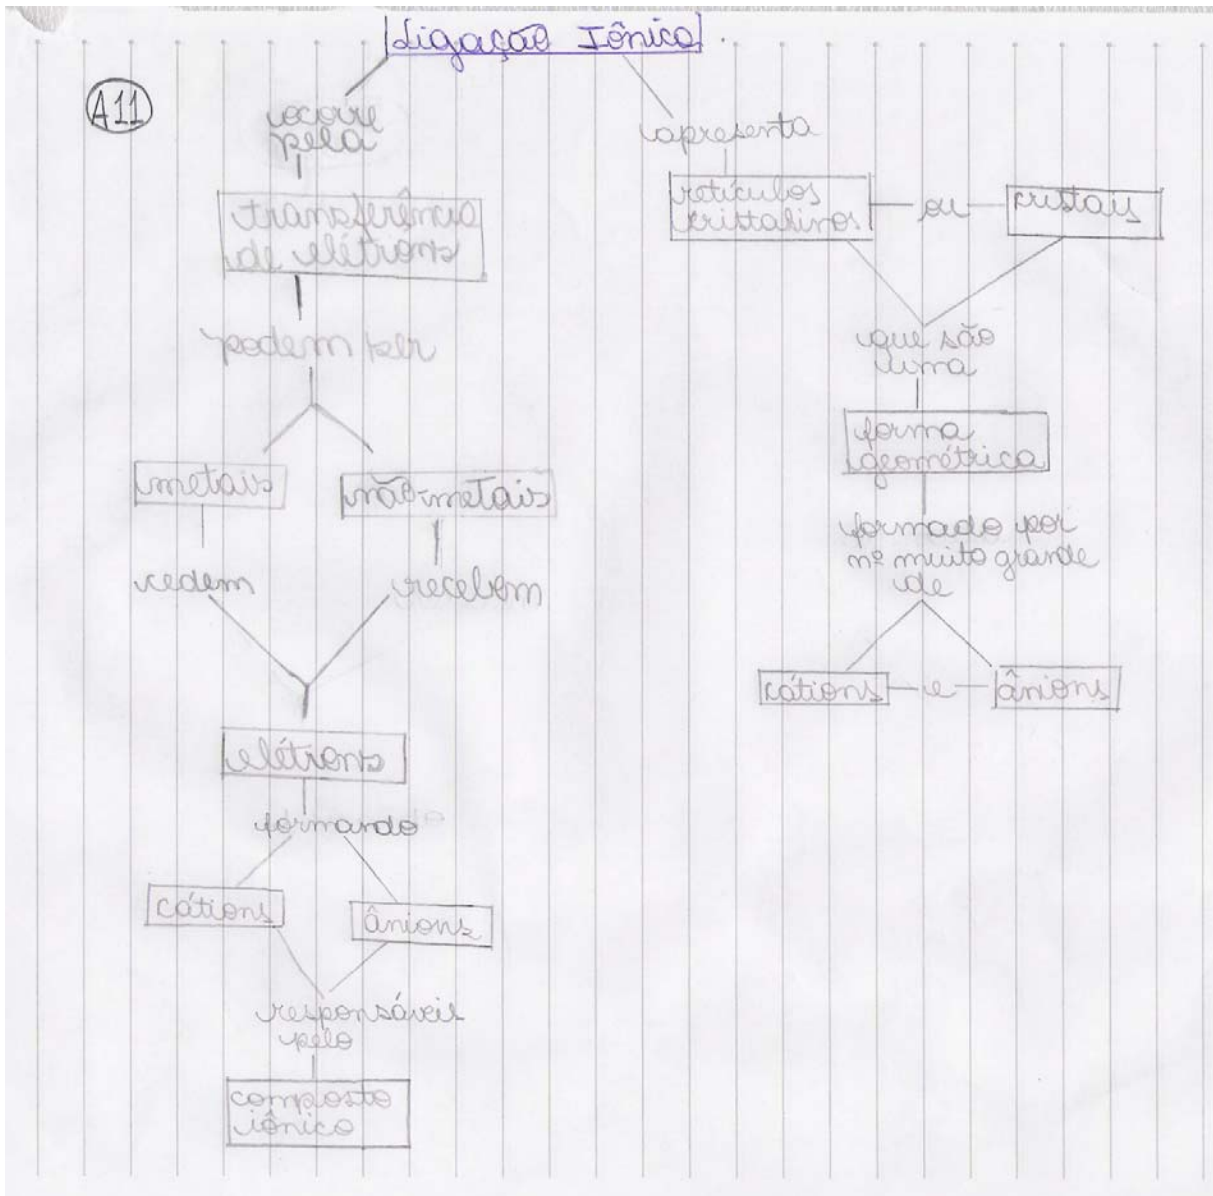 Ligação Iônica
A11
ocorre
pela
transferência
de elétrons
podem ser
metais
não-metais
cedem
recebem
elétrons
formando
cátions
ânions
responsáveis
pelo
composto
iônico
apresenta
retículos
cristalinos
ou
cristais
que são
uma
forma
geométrica
formado por
nº muito grande
de
cátions
e
ânions